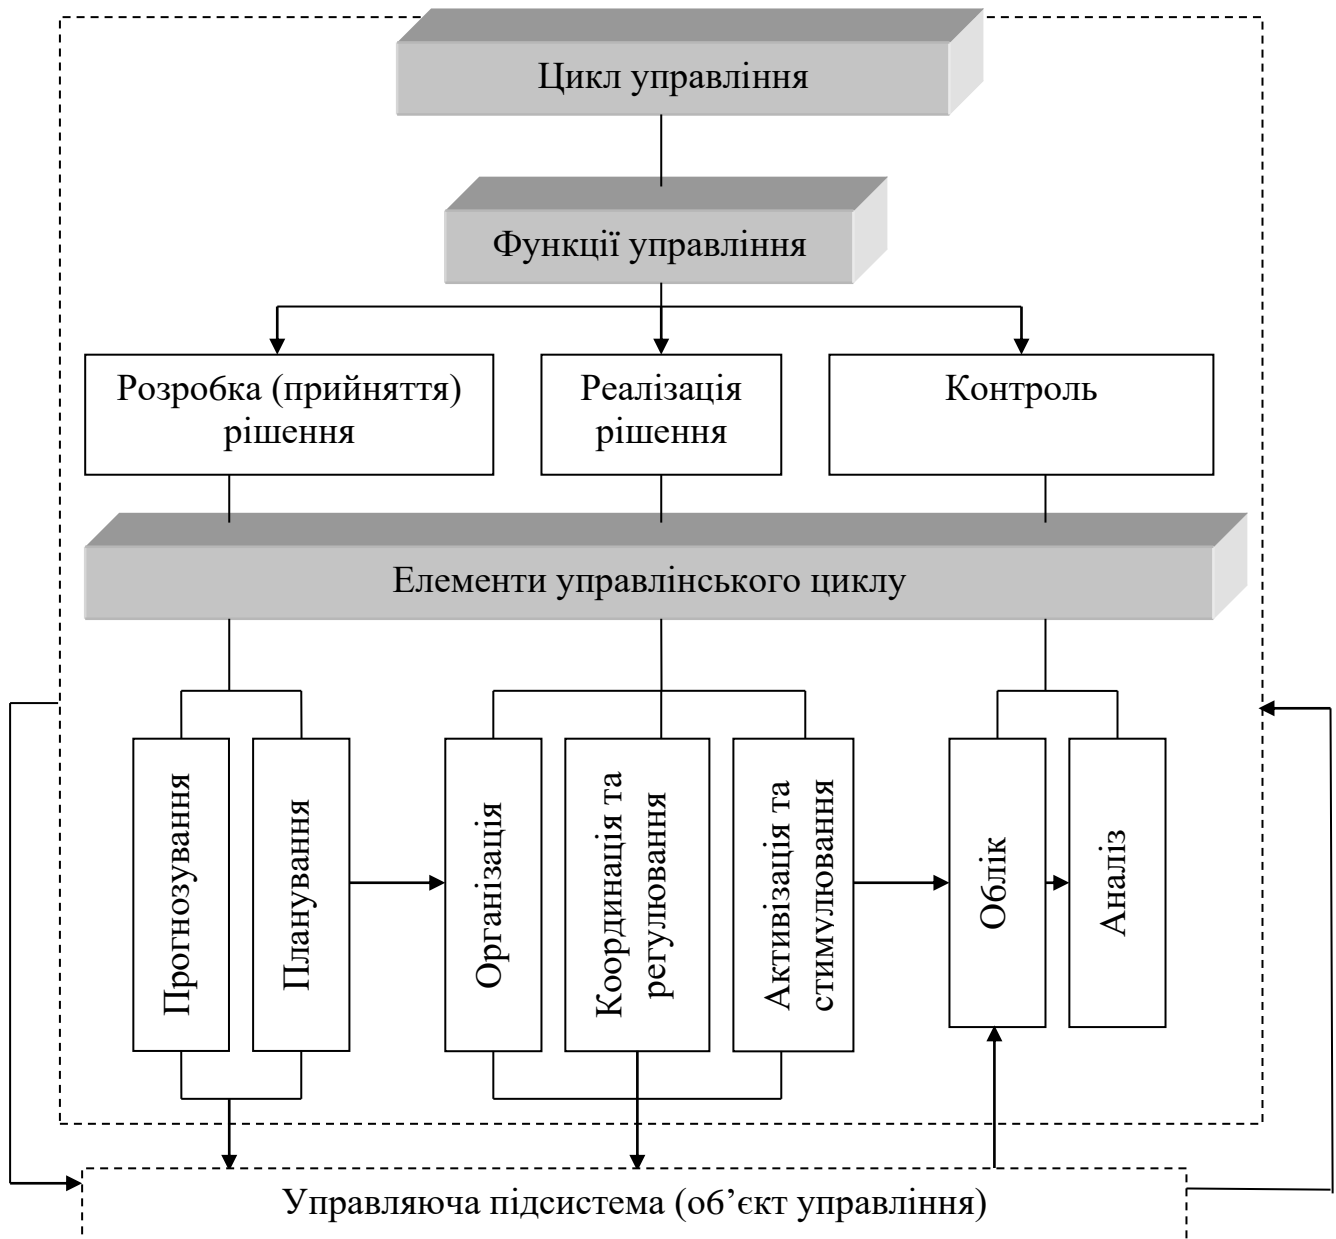 Цикл управління
Функції управління
Розробка (прийняття)
рішення
Реалізація
рішення
Контроль
Елементи управлінського циклу
Прогнозування
Планування
Організація
Координація та
регулювання
Активізація та
стимулювання
Облік
Аналіз
Управляюча підсистема (об’єкт управління)